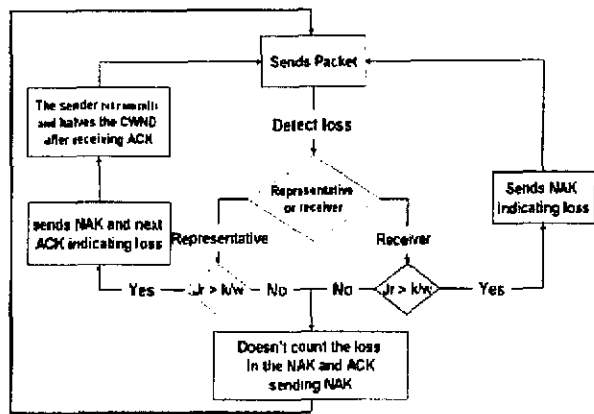 Sends Packet
The sender
and halves the CWND
after receiving ACK
Detect loss
Representative
or receiver
Sends NAK
indicating loss
sends NAK and next
ACK indicating loss
Representative
Receiver
Yes
Jr > k/w
No
No
Jr > k/w
Yes
Doesn't count the loss
in the NAK and ACK
sending NAK